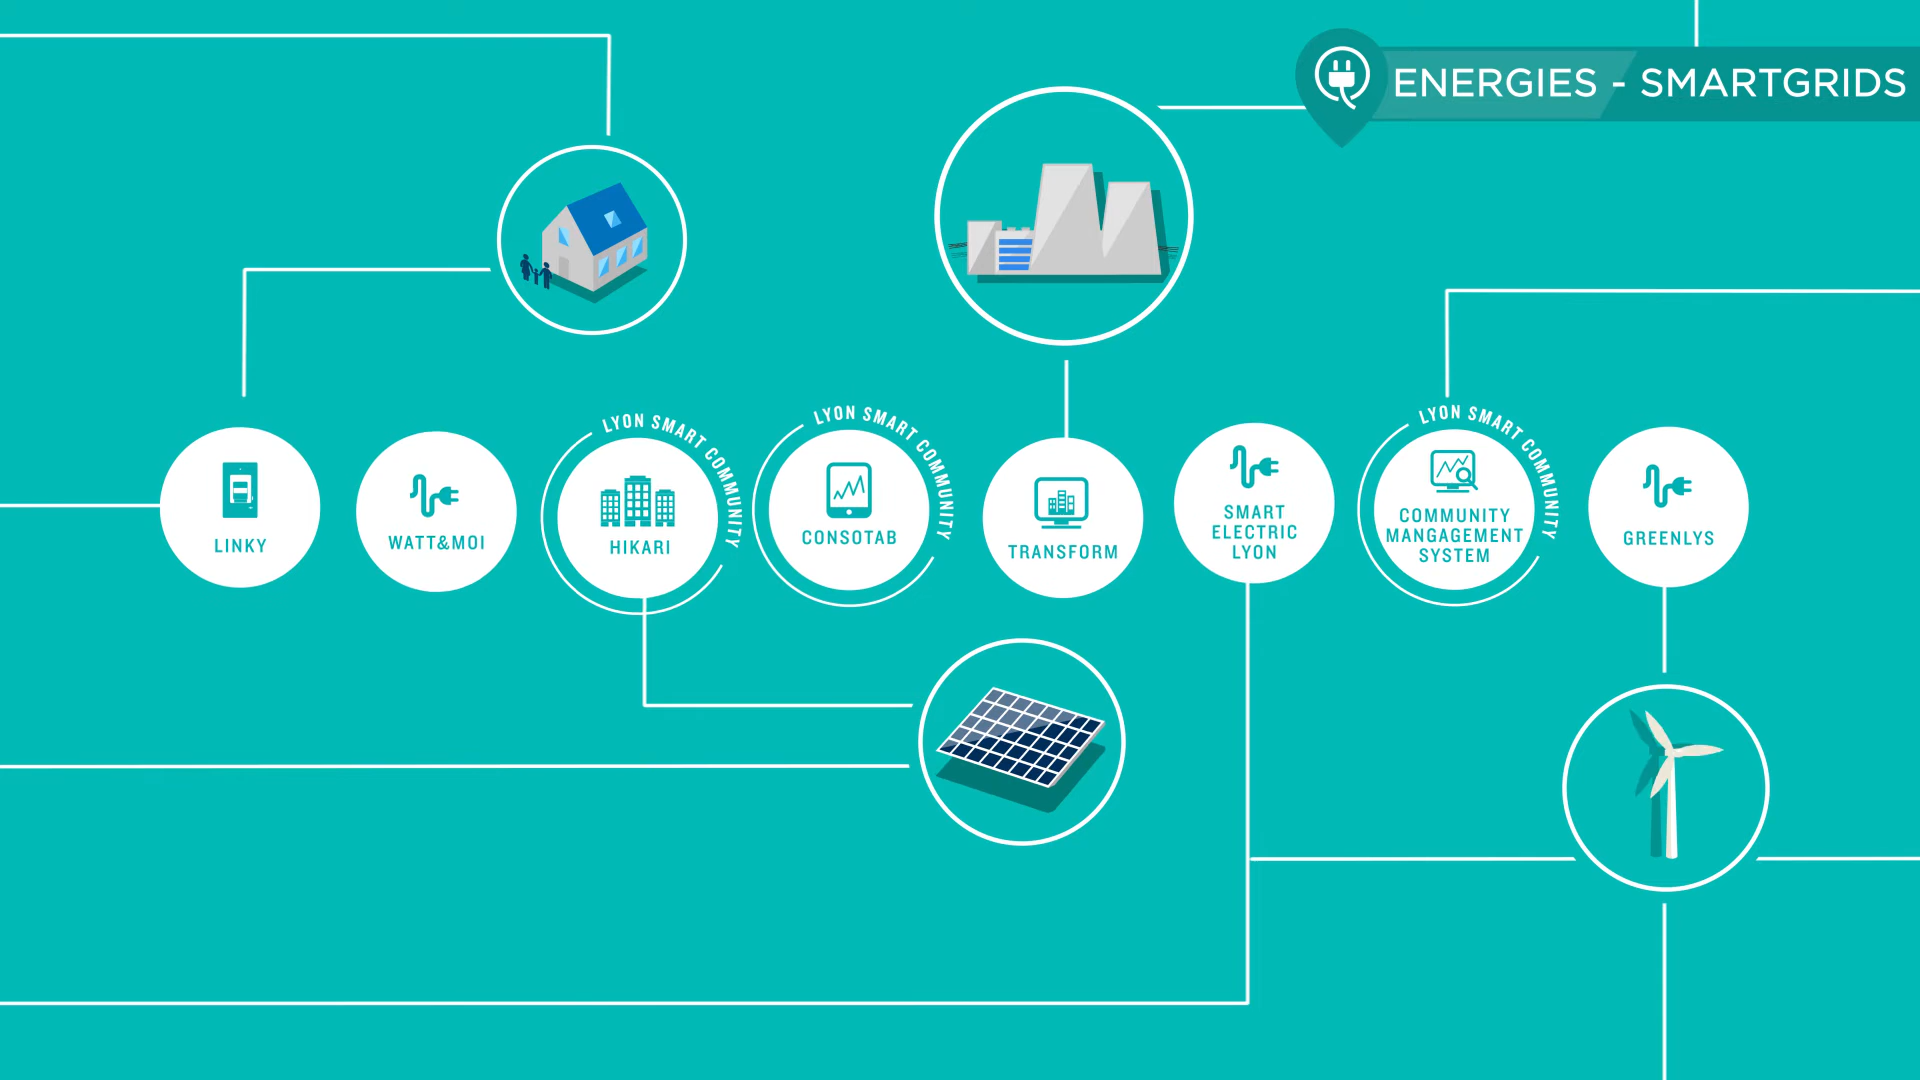 ENERGIES - SMARTGRIDS
LINKY
WATT&MOI
LYON SMART COMMUNITY
HIKARI
LYON SMART COMMUNITY
CONSOTAB
TRANSFORM
SMART
ELECTRIC
LYON
LYON SMART COMMUNITY
COMMUNITY
MANGAGEMENT
SYSTEM
GREENLYS